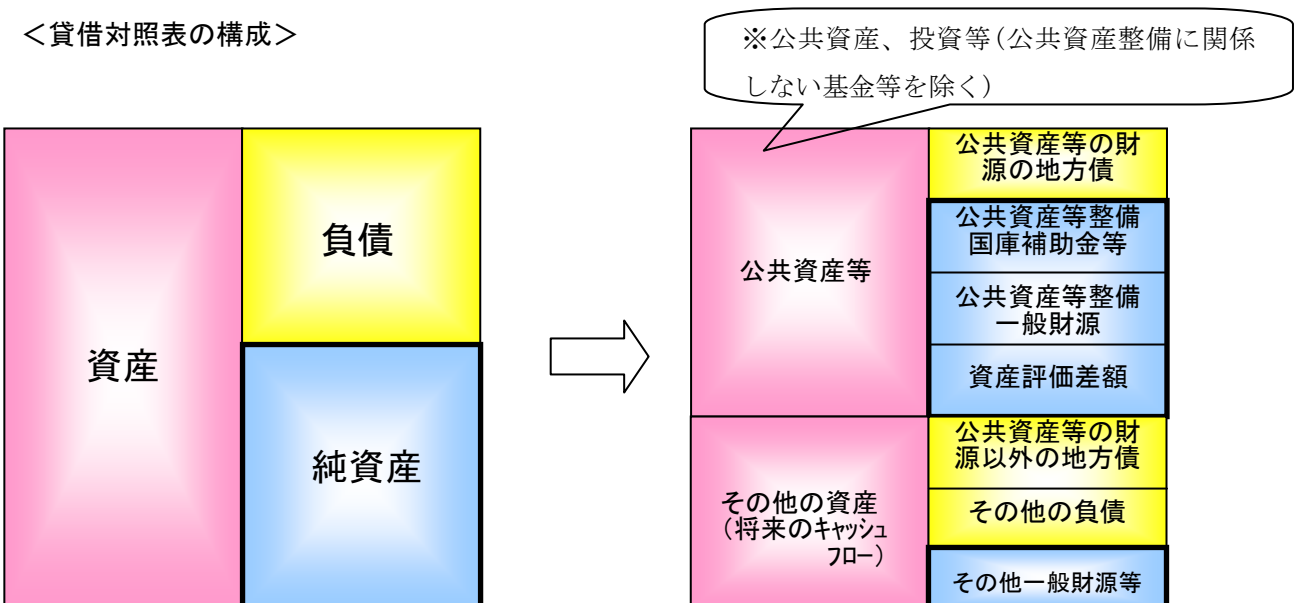 ＜貸借対照表の構成＞
※公共資産、投資等(公共資産整備に関係
しない基金等を除く)
資産
負債
純資産
公共資産等
その他の資産
（将来のｷｬｯｼｭ
ﾌﾛｰ）
公共資産等の財
源の地方債
公共資産等整備
国庫補助金等
公共資産等整備
一般財源
資産評価差額
公共資産等の財
源以外の地方債
その他の負債
その他一般財源等